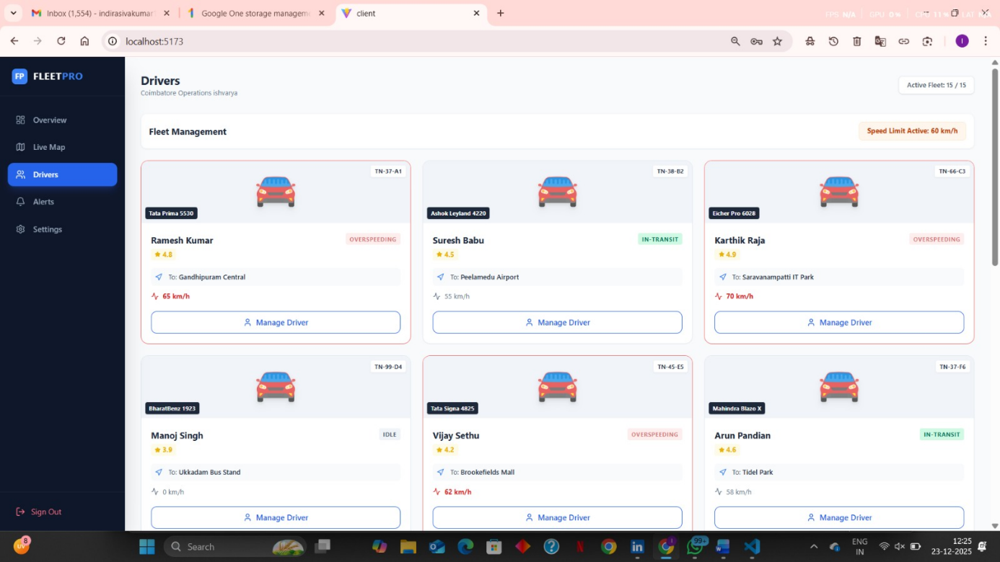 Inbox (1,554) - indirasivakumar
Google One storage managem
client
FPS N/A GPU 0% CPU 11% LAT N/A
localhost:5173
I
FP FLEETPRO
Overview
Live Map
Drivers
Alerts
Settings
Sign Out
Drivers
Coimbatore Operations ishvarya
Active Fleet: 15 / 15
Fleet Management
Speed Limit Active: 60 km/h
TN-37-A1
Tata Prima 5530
Ramesh Kumar
OVERSPEEDING
4.8
To: Gandhipuram Central
65 km/h
Manage Driver
TN-38-B2
Ashok Leyland 4220
Suresh Babu
IN-TRANSIT
4.5
To: Peelamedu Airport
55 km/h
Manage Driver
TN-66-C3
Eicher Pro 6028
Karthik Raja
OVERSPEEDING
4.9
To: Saravanampatti IT Park
70 km/h
Manage Driver
TN-99-D4
BharatBenz 1923
Manoj Singh
IDLE
3.9
To: Ukkadam Bus Stand
0 km/h
Manage Driver
TN-45-E5
Tata Signa 4825
Vijay Sethu
OVERSPEEDING
4.2
To: Brookefields Mall
62 km/h
Manage Driver
TN-37-F6
Mahindra Blazo X
Arun Pandian
IN-TRANSIT
4.6
To: Tidel Park
58 km/h
Manage Driver
UV
8
Search
99+
ENG
IN
12:25
23-12-2025